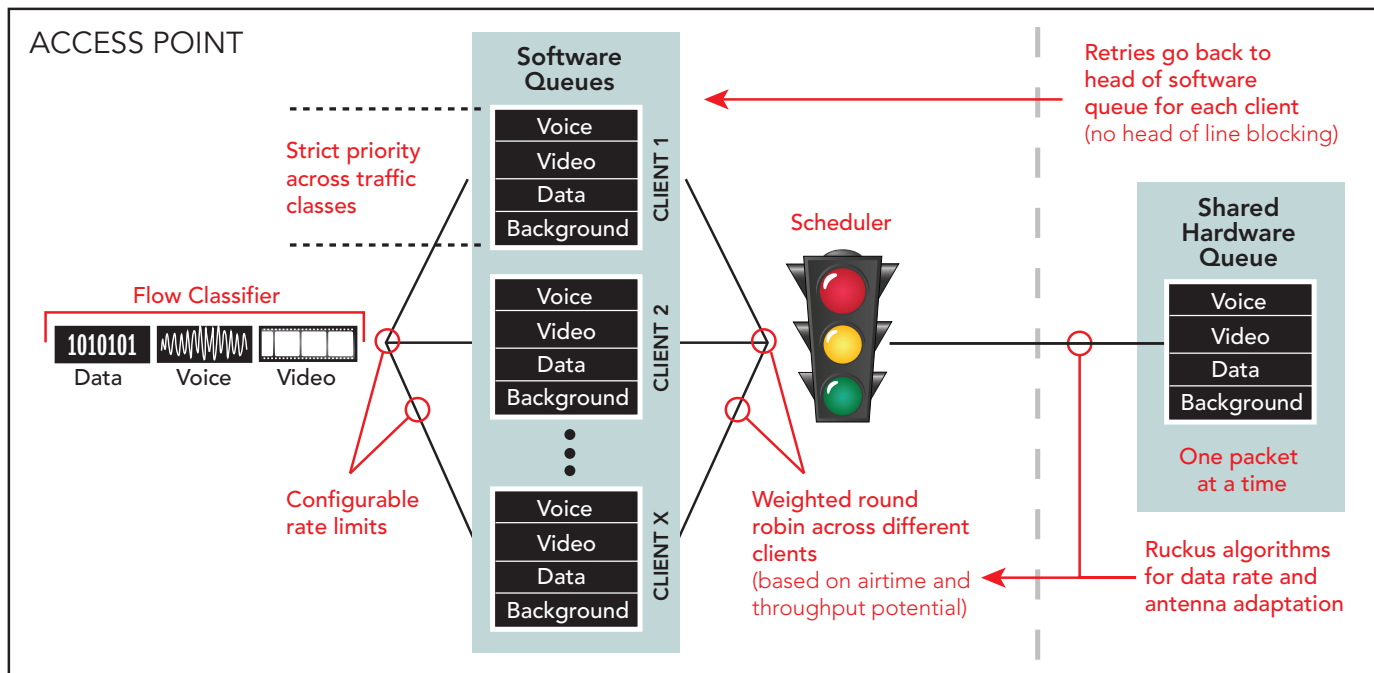 ACCESS POINT
Software
Queues
Strict priority
across traffic
classes
Voice
Video
Data
Background
CLIENT 1
Flow Classifier
1010101
Data
Voice
Video
Voice
Video
Data
Background
CLIENT 2
Configurable
rate limits
Voice
Video
Data
Background
CLIENT X
Scheduler
Weighted round
robin across different
clients
(based on airtime and
throughput potential)
Retries go back to
head of software
queue for each client
(no head of line blocking)
Shared
Hardware
Queue
Voice
Video
Data
Background
One packet
at a time
Ruckus algorithms
for data rate and
antenna adaptation